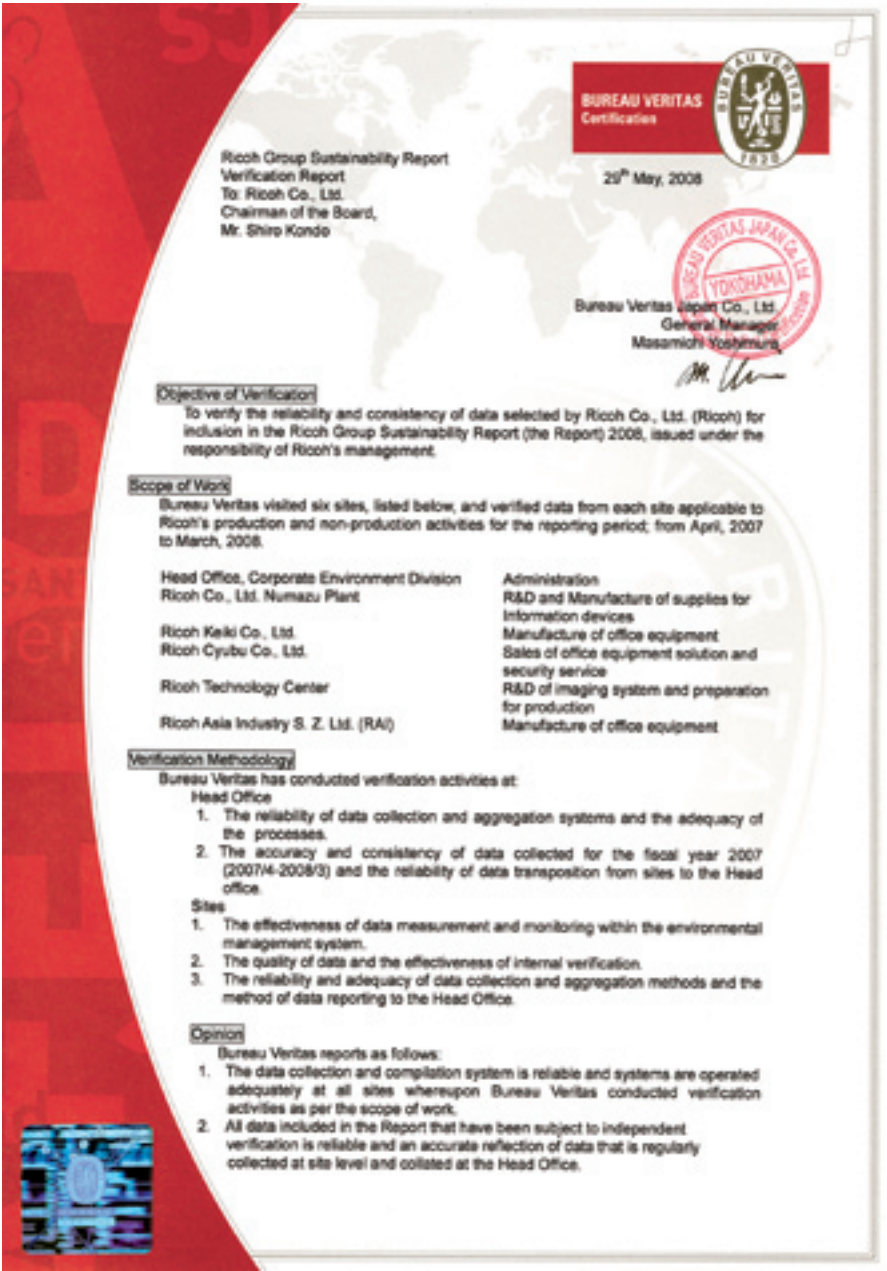 BUREAU VERITAS
Certification
BUREAU VERITAS
1828
Ricoh Group Sustainability Report
Verification Report
To: Ricoh Co., Ltd.
Chairman of the Board,
Mr. Shiro Kondo
29th May, 2008
BUREAU VERITAS JAPAN Co., Ltd
YOKOHAMA
Certification
Bureau Veritas Japan Co., Ltd.
General Manager
Masamichi Yoshimura
Objective of Verification
To verify the reliability and consistency of data selected by Ricoh Co., Ltd. (Ricoh) for
inclusion in the Ricoh Group Sustainability Report (the Report) 2008, issued under the
responsibility of Ricoh's management.
Scope of Work
Bureau Veritas visited six sites, listed below, and verified data from each site applicable to
Ricoh's production and non-production activities for the reporting period; from April, 2007
to March, 2008.
Head Office, Corporate Environment Division Administration
Ricoh Co., Ltd. Numazu Plant R&D and Manufacture of supplies for
Information devices
Ricoh Keiki Co., Ltd. Manufacture of office equipment
Ricoh Cyubu Co., Ltd. Sales of office equipment solution and
security service
Ricoh Technology Center R&D of imaging system and preparation
for production
Ricoh Asia Industry S. Z. Ltd. (RAI) Manufacture of office equipment
Verification Methodology
Bureau Veritas has conducted verification activities at:
Head Office
1. The reliability of data collection and aggregation systems and the adequacy of
the processes.
2. The accuracy and consistency of data collected for the fiscal year 2007
(2007/4-2008/3) and the reliability of data transposition from sites to the Head
office.
Sites
1. The effectiveness of data measurement and monitoring within the environmental
management system.
2. The quality of data and the effectiveness of internal verification.
3. The reliability and adequacy of data collection and aggregation methods and the
method of data reporting to the Head Office.
Opinion
Bureau Veritas reports as follows:
1. The data collection and compilation system is reliable and systems are operated
adequately at all sites whereupon Bureau Veritas conducted verification
activities as per the scope of work.
2. All data included in the Report that have been subject to independent
verification is reliable and an accurate reflection of data that is regularly
collected at site level and collated at the Head Office.